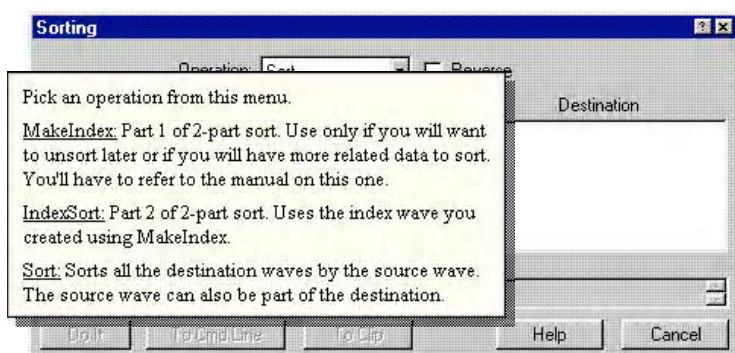 Sorting
Operation: Sort Reverse
Pick an operation from this menu.
Destination
MakeIndex: Part 1 of 2-part sort. Use only if you will want
to unsort later or if you will have more related data to sort.
You'll have to refer to the manual on this one.
IndexSort: Part 2 of 2-part sort. Uses the index wave you
created using MakeIndex.
Sort: Sorts all the destination waves by the source wave.
The source wave can also be part of the destination.
Do It To Cmd Line To Clip Help Cancel